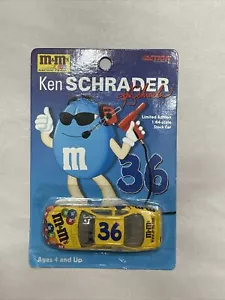 m&m's
ACTION
Ken SCHRADER
Limited Edition
1:64-scale
Stock Car
m
36
m&m's
36
Ages 4 and Up